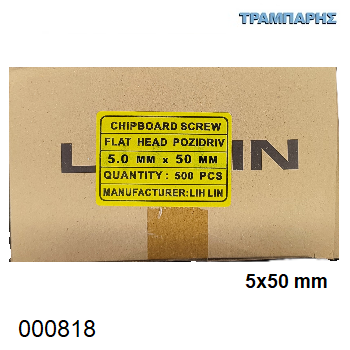 ΤΡΑΜΠΑΡΗΣ
CHIPBOARD SCREW
FLAT HEAD POZIDRIV
5.0 MM x 50 MM
QUANTITY: 500 PCS
MANUFACTURER:LIH LIN
L IN
5x50 mm
000818